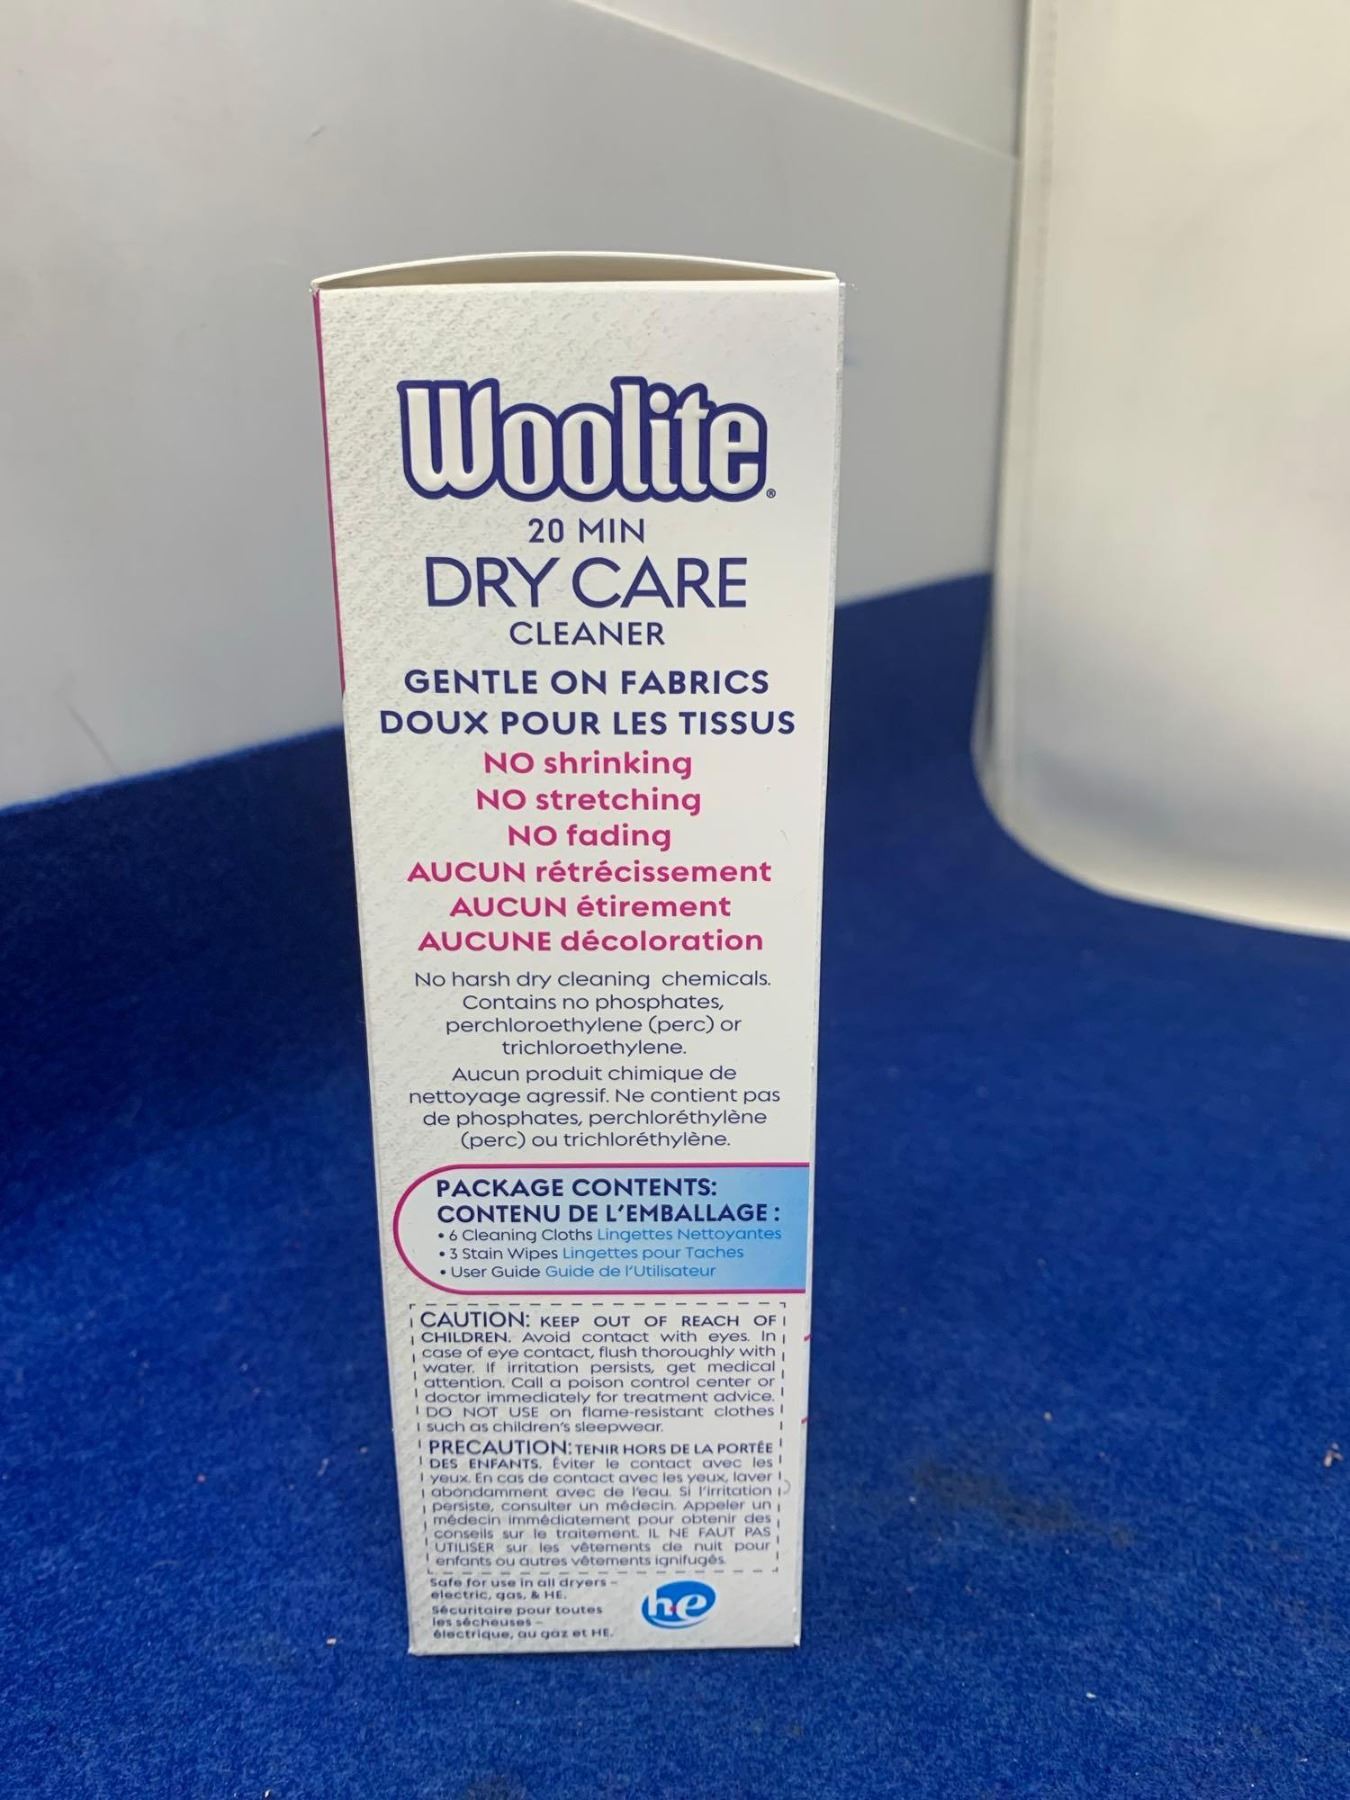 Woolite®
20 MIN
DRY CARE
CLEANER
GENTLE ON FABRICS
DOUX POUR LES TISSUS
NO shrinking
NO stretching
NO fading
AUCUN rétrécissement
AUCUN étirement
AUCUNE décoloration
No harsh dry cleaning chemicals.
Contains no phosphates,
perchloroethylene (perc) or
trichloroethylene.
Aucun produit chimique de
nettoyage agressif. Ne contient pas
de phosphates, perchloréthylène
(perc) ou trichloréthylène.
PACKAGE CONTENTS:
CONTENU DE L'EMBALLAGE :
• 6 Cleaning Cloths Lingettes Nettoyantes
• 3 Stain Wipes Lingettes pour Taches
• User Guide Guide de l'Utilisateur
CAUTION: KEEP OUT OF REACH OF
CHILDREN. Avoid contact with eyes. In
case of eye contact, flush thoroughly with
water. If irritation persists, get medical
attention. Call a poison control center or
doctor immediately for treatment advice.
DO NOT USE on flame-resistant clothes
such as children's sleepwear.
PRECAUTION: TENIR HORS DE LA PORTÉE
DES ENFANTS. Éviter le contact avec les
yeux. En cas de contact avec les yeux, laver
abondamment avec de l'eau. Si l'irritation
persiste, consulter un médecin. Appeler un
médecin immédiatement pour obtenir des
conseils sur le traitement. IL NE FAUT PAS
UTILISER sur les vêtements de nuit pour
enfants ou autres vêtements ignifugés.
Safe for use in all dryers –
electric, gas, & HE.
Sécuritaire pour toutes
les sécheuses –
électrique, au gaz et HE.
he